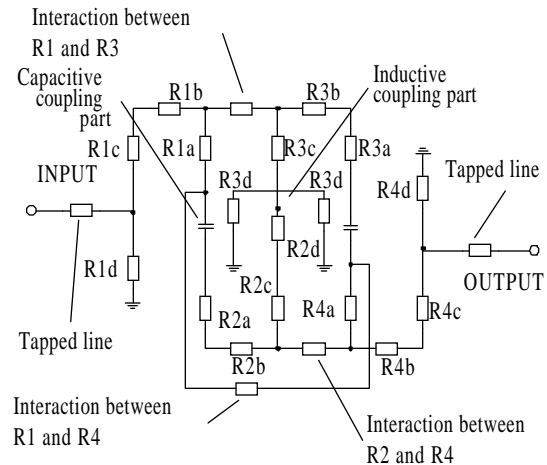 Interaction between
R1 and R3
Capacitive
coupling
part
R1b
R3b
Inductive
coupling part
R1c
R1a
R3c
R3a
INPUT
R3d
R3d
R4d
Tapped line
R1d
R2d
OUTPUT
R2c
R2a
R4a
R4c
Tapped line
R2b
R4b
Interaction between
R1 and R4
Interaction between
R2 and R4